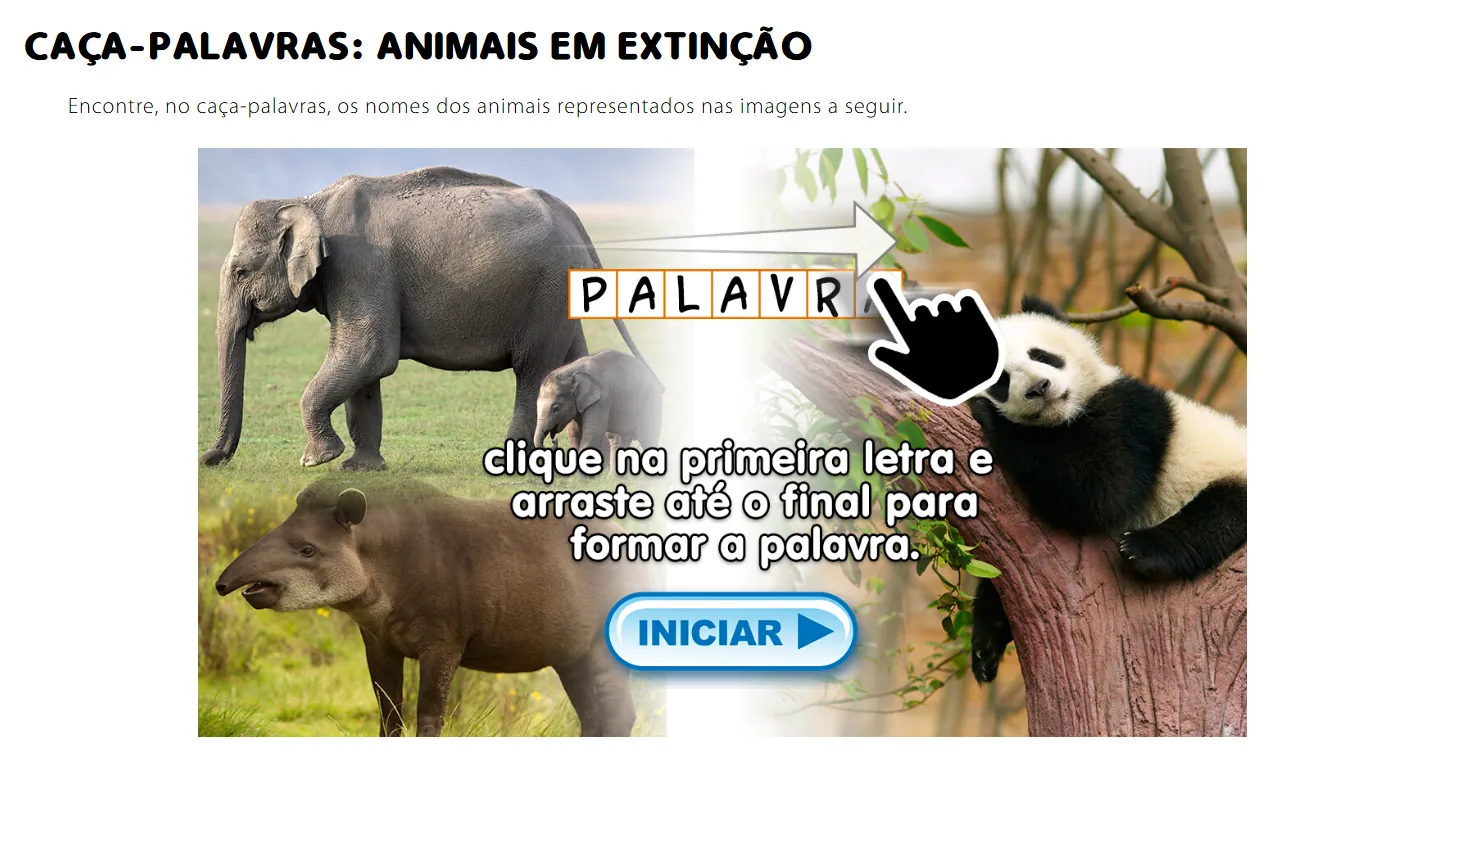 CAÇA-PALAVRAS: ANIMAIS EM EXTINÇÃO
Encontre, no caça-palavras, os nomes dos animais representados nas imagens a seguir.
PALAVRA
clique na primeira letra e
arraste até o final para
formar a palavra.
INICIAR